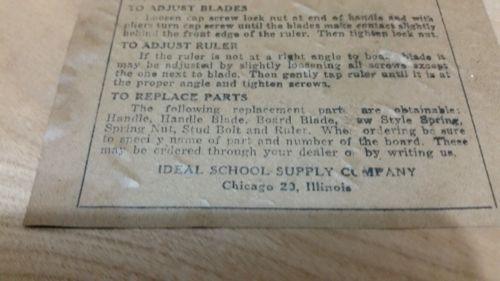 TO ADJUST BLADES
Loosen cap screw lock nut at end of handle and with
pliers turn cap screw until the blades make contact slightly
behind the front edge of the ruler. Then tighten lock nut.
TO ADJUST RULER
If the ruler is not at a right angle to board blade it
may be adjusted by slightly loosening all screws except
the one next to blade. Then gently tap ruler until it is at
the proper angle and tighten screws.
TO REPLACE PARTS
The following replacement parts are obtainable:
Handle, Handle Blade, Board Blade, Style Spring,
Spring Nut, Stud Bolt and Ruler. When ordering be sure
to specify name of part and number of the board. These
may be ordered through your dealer or by writing us.
IDEAL SCHOOL SUPPLY COMPANY
Chicago 20, Illinois